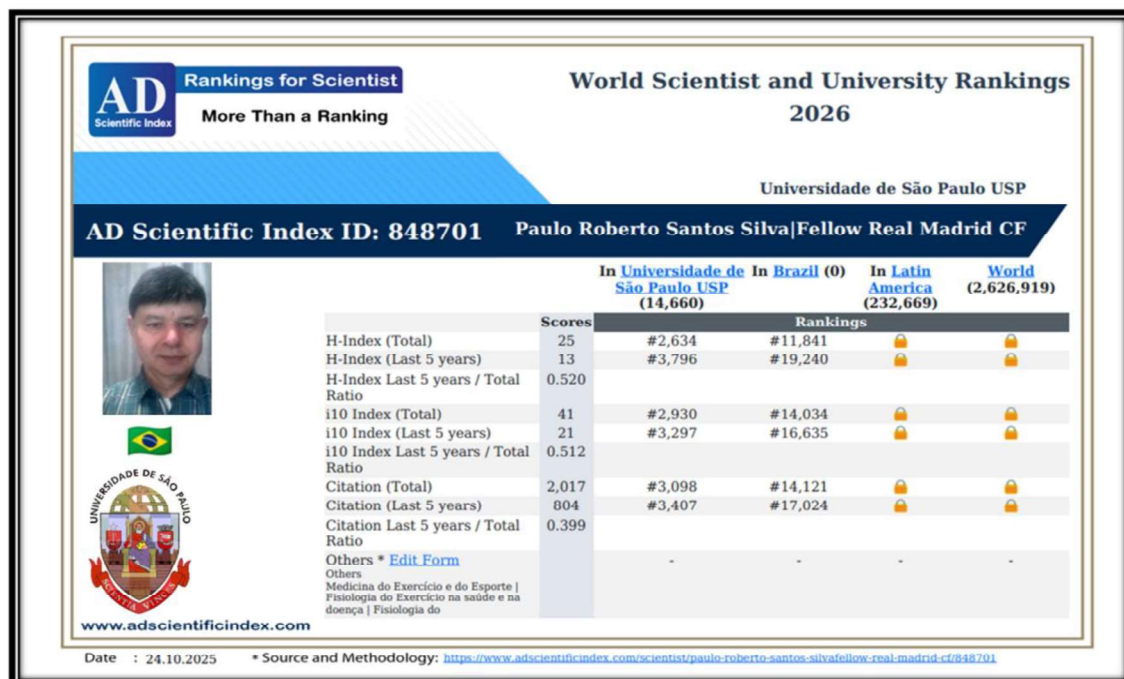 AD
Scientific Index
Rankings for Scientist
More Than a Ranking
World Scientist and University Rankings
2026
Universidade de São Paulo USP
AD Scientific Index ID: 848701
Paulo Roberto Santos Silva|Fellow Real Madrid CF
In Universidade de São Paulo USP (14,660)
In Brazil (0)
In Latin America (232,669)
World (2,626,919)
Scores Rankings
H-Index (Total) 25 #2,634 #11,841
H-Index (Last 5 years) 13 #3,796 #19,240
H-Index Last 5 years / Total 0.520
Ratio
i10 Index (Total) 41 #2,930 #14,034
i10 Index (Last 5 years) 21 #3,297 #16,635
i10 Index Last 5 years / Total 0.512
Ratio
Citation (Total) 2,017 #3,098 #14,121
Citation (Last 5 years) 804 #3,407 #17,024
Citation Last 5 years / Total 0.399
Ratio
Others * Edit Form - - - -
Others
Medicina do Exercício e do Esporte |
Fisiologia do Exercício na saúde e na
doença | Fisiologia do
UNIVERSIDADE DE SÃO PAULO
SCIENTIA VINCES
www.adscientificindex.com
Date : 24.10.2025 * Source and Methodology: https://www.adscientificindex.com/scientist/paulo-roberto-santos-silvafellow-real-madrid-cf/848701